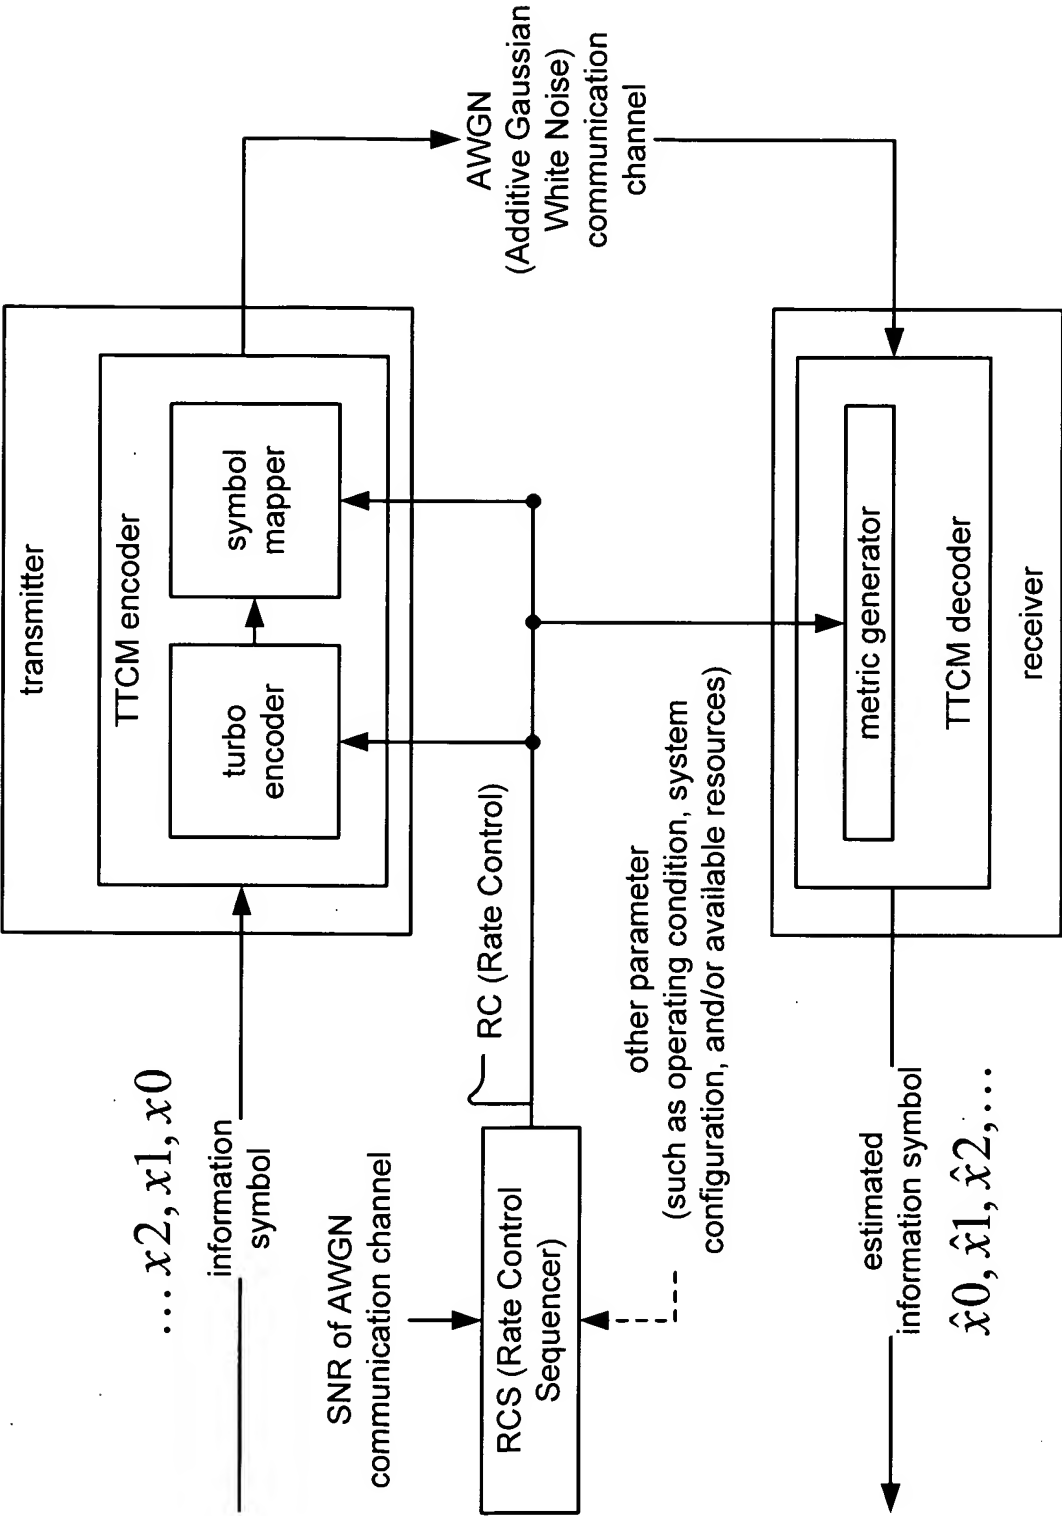 transmitter
TTCM encoder
turbo
encoder
symbol
mapper
... x2, x1, x0
information
symbol
AWGN
(Additive Gaussian
White Noise)
communication
channel
SNR of AWGN
communication channel
RCS (Rate Control
Sequencer)
RC (Rate Control)
other parameter
(such as operating condition, system
configuration, and/or available resources)
metric generator
TTCM decoder
receiver
estimated
information symbol
x̂0, x̂1, x̂2, ...